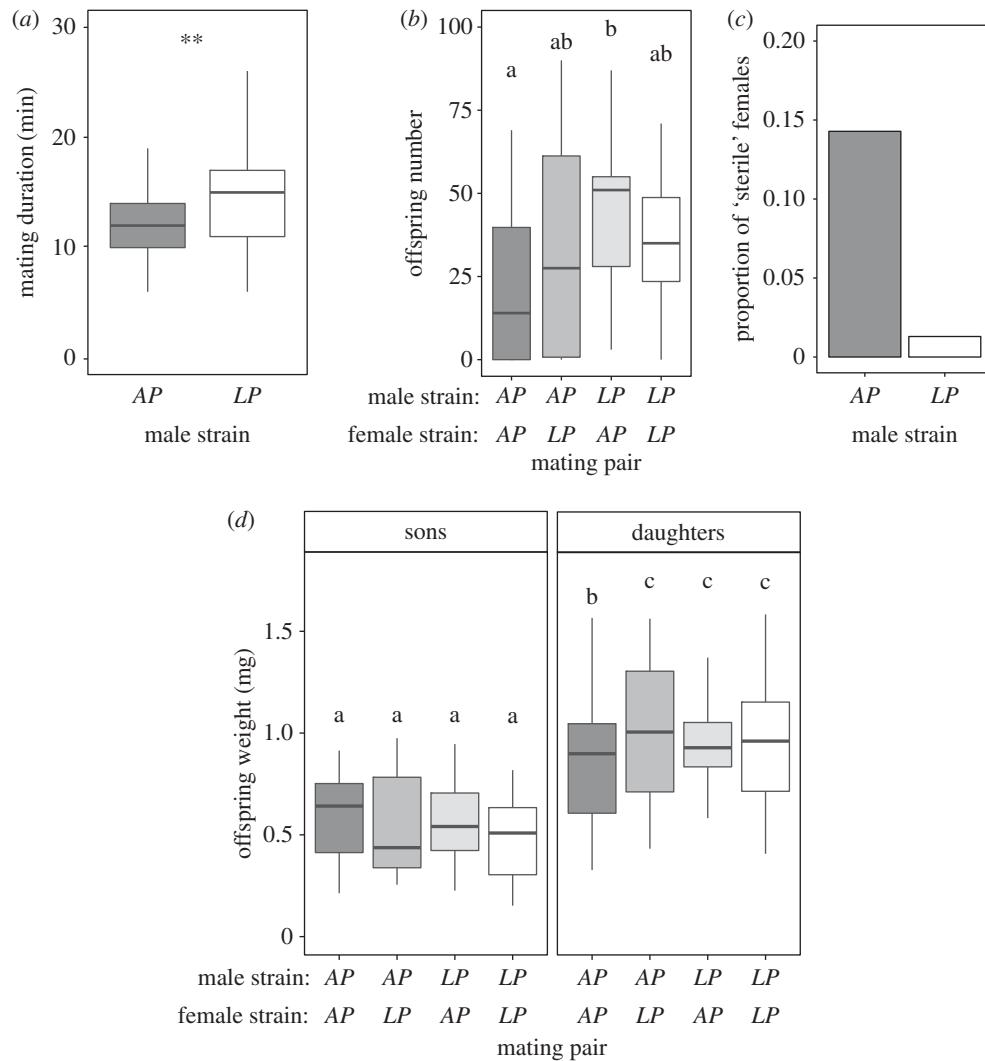 (a)
30
20
10
0
mating duration (min)
**
AP LP
male strain
(b)
100
75
50
25
0
offspring number
a ab b ab
male strain: AP AP LP LP
female strain: AP LP AP LP
mating pair
(c)
0.20
0.15
0.10
0.05
0
proportion of ‘sterile’ females
AP LP
male strain
(d)
sons daughters
1.5
1.0
0.5
0
offspring weight (mg)
a a a a b c c c
male strain: AP AP LP LP AP AP LP LP
female strain: AP LP AP LP AP LP AP LP
mating pair